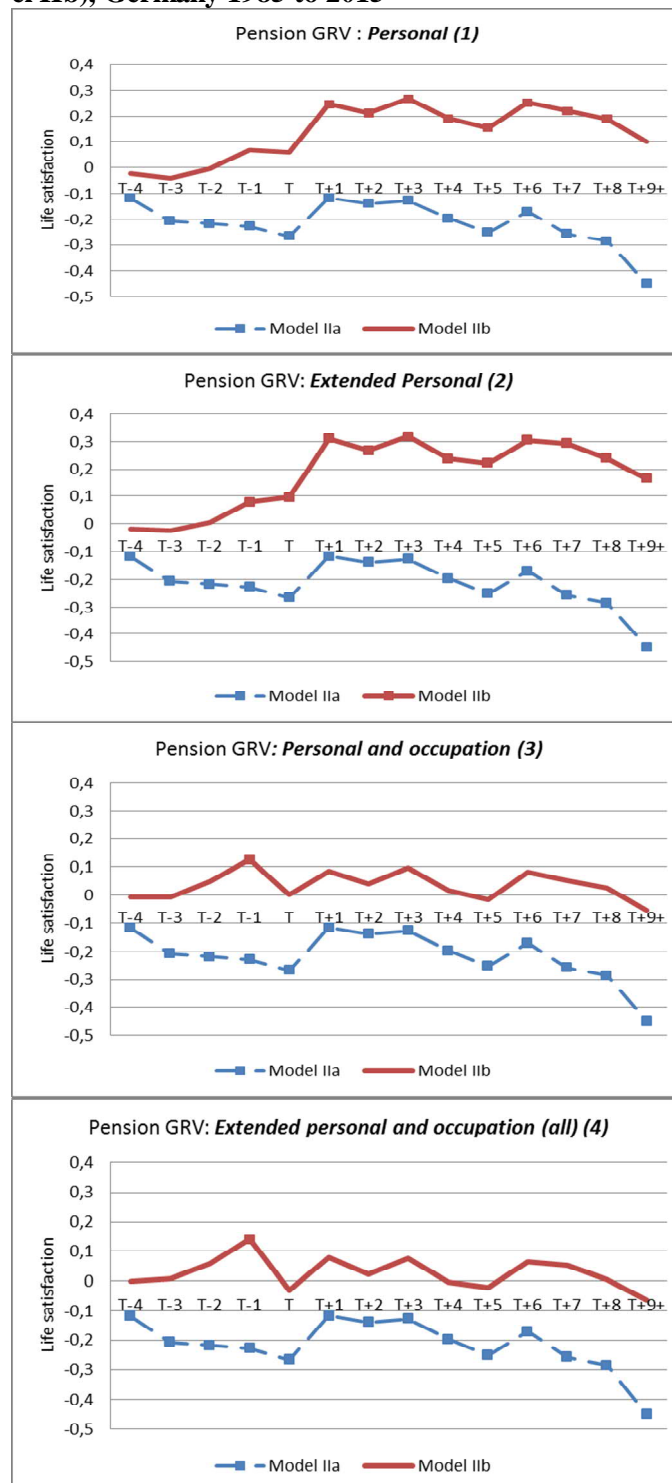 Germany to
Pension GRV : Personal (1)
0,4
0,3
0,2
0,1
0
-0,1
-0,2
-0,3
-0,4
-0,5
Life satisfaction
T-4 T-3 T-2 T-1 T T+1 T+2 T+3 T+4 T+5 T+6 T+7 T+8 T+9+
Model IIa Model IIb
Pension GRV: Extended Personal (2)
0,4
0,3
0,2
0,1
0
-0,1
-0,2
-0,3
-0,4
-0,5
Life satisfaction
T-4 T-3 T-2 T-1 T T+1 T+2 T+3 T+4 T+5 T+6 T+7 T+8 T+9+
Model IIa Model IIb
Pension GRV: Personal and occupation (3)
0,4
0,3
0,2
0,1
0
-0,1
-0,2
-0,3
-0,4
-0,5
Life satisfaction
T-4 T-3 T-2 T-1 T T+1 T+2 T+3 T+4 T+5 T+6 T+7 T+8 T+9+
Model IIa Model IIb
Pension GRV: Extended personal and occupation (all) (4)
0,4
0,3
0,2
0,1
0
-0,1
-0,2
-0,3
-0,4
-0,5
Life satisfaction
T-4 T-3 T-2 T-1 T T+1 T+2 T+3 T+4 T+5 T+6 T+7 T+8 T+9+
Model IIa Model IIb